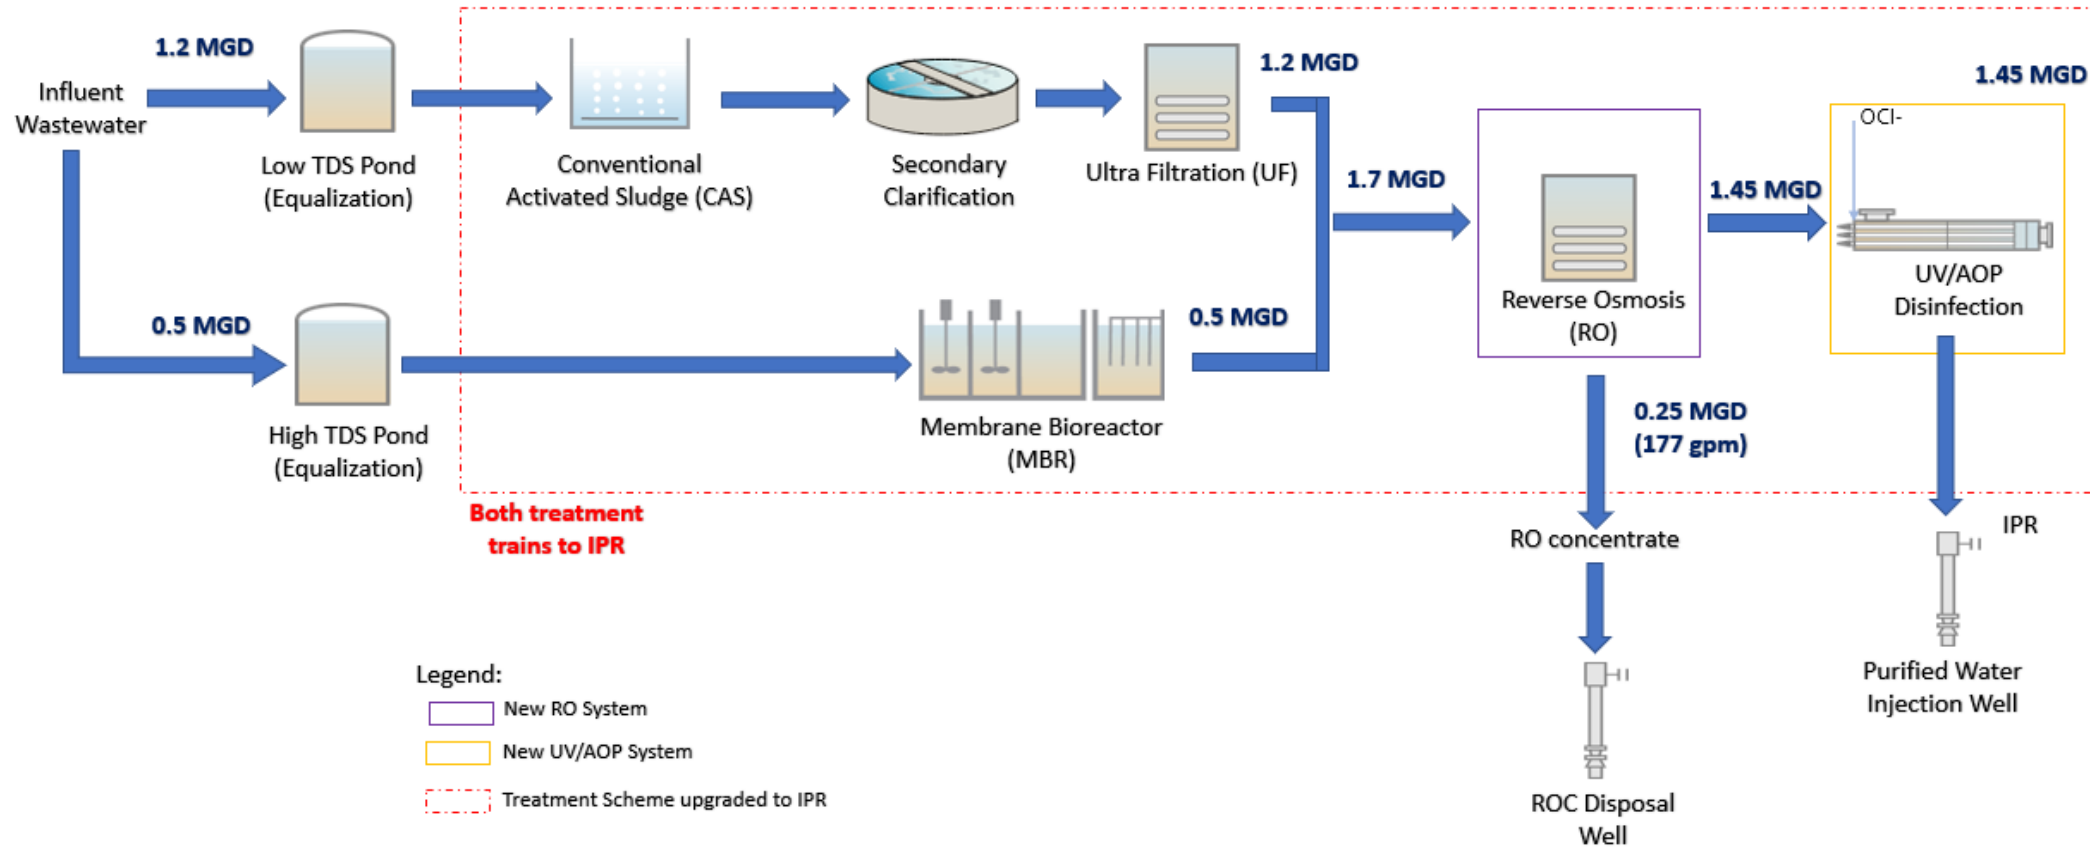 1.2 MGD
Influent
Wastewater
Low TDS Pond
(Equalization)
Conventional
Activated Sludge (CAS)
Secondary
Clarification
Ultra Filtration (UF)
1.2 MGD
0.5 MGD
High TDS Pond
(Equalization)
Membrane Bioreactor
(MBR)
0.5 MGD
1.7 MGD
Reverse Osmosis
(RO)
1.45 MGD
1.45 MGD
OCl-
UV/AOP
Disinfection
0.25 MGD
(177 gpm)
Both treatment
trains to IPR
RO concentrate
IPR
ROC Disposal
Well
Purified Water
Injection Well
Legend:
New RO System
New UV/AOP System
Treatment Scheme upgraded to IPR